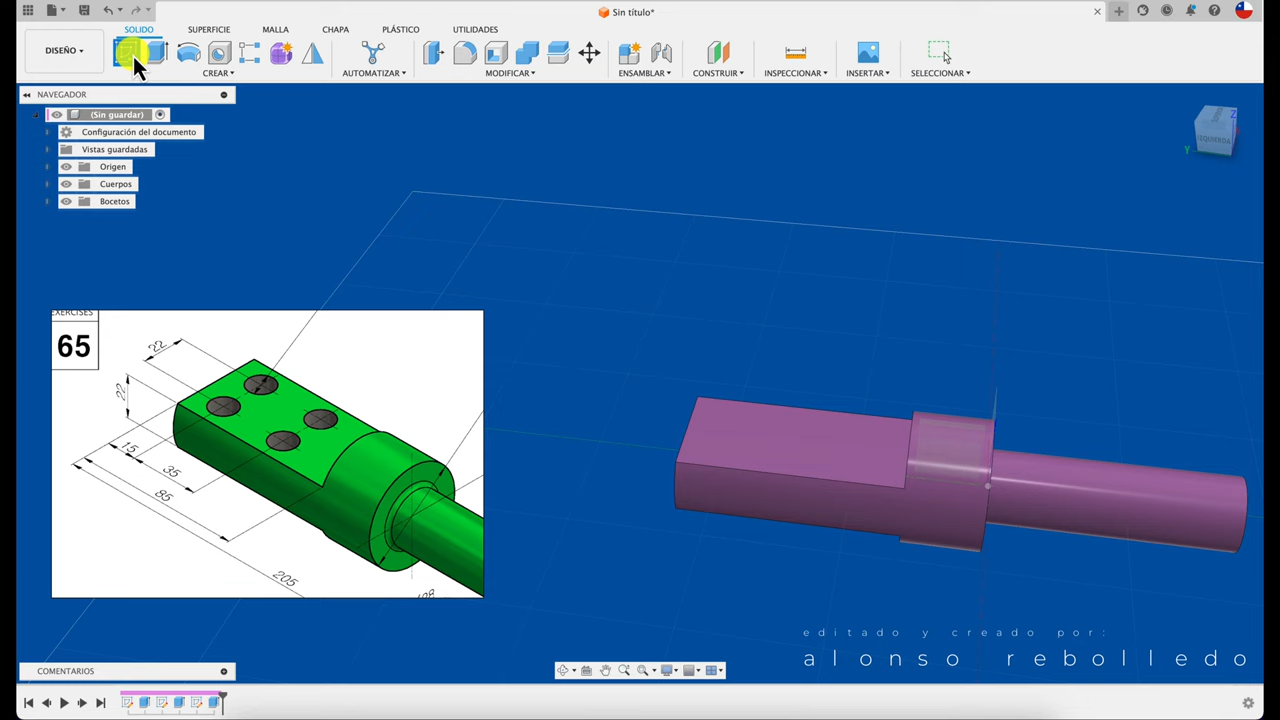 Sin título*
SOLIDO SUPERFICIE MALLA CHAPA PLÁSTICO UTILIDADES
DISEÑO
CREAR AUTOMATIZAR MODIFICAR ENSAMBLAR CONSTRUIR INSPECCIONAR INSERTAR SELECCIONAR
NAVEGADOR
(Sin guardar)
Configuración del documento
Vistas guardadas
Origen
Cuerpos
Bocetos
Z
IZQUIERDA
Y
EXERCISES
65
22
22
15
35
85
205
editado y creado por:
alonso rebolledo
COMENTARIOS